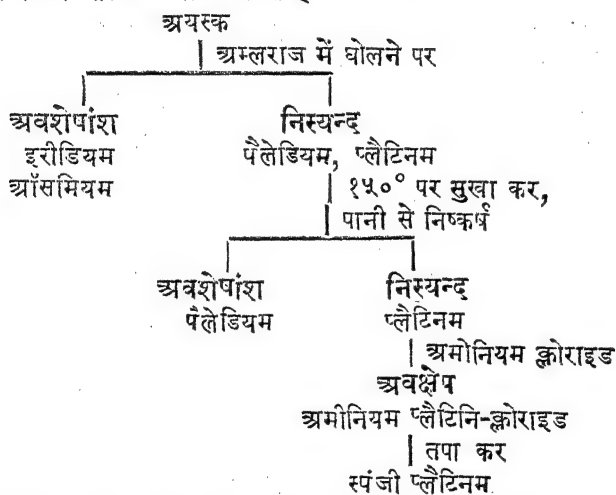 अयस्क
अम्लराज में घोलने पर
अवशेषांश निस्यन्द
इरीडियम पैलेडियम, प्लैटिनम
ऑसमियम १५०° पर सुखा कर,
पानी से निष्कर्ष
अवशेषांश निस्यन्द
पैलेडियम प्लैटिनम
अमोनियम क्लोराइड
अवक्षेप
अमोनियम प्लैटिनि-क्लोराइड
तपा कर
स्पंजी प्लैटिनम